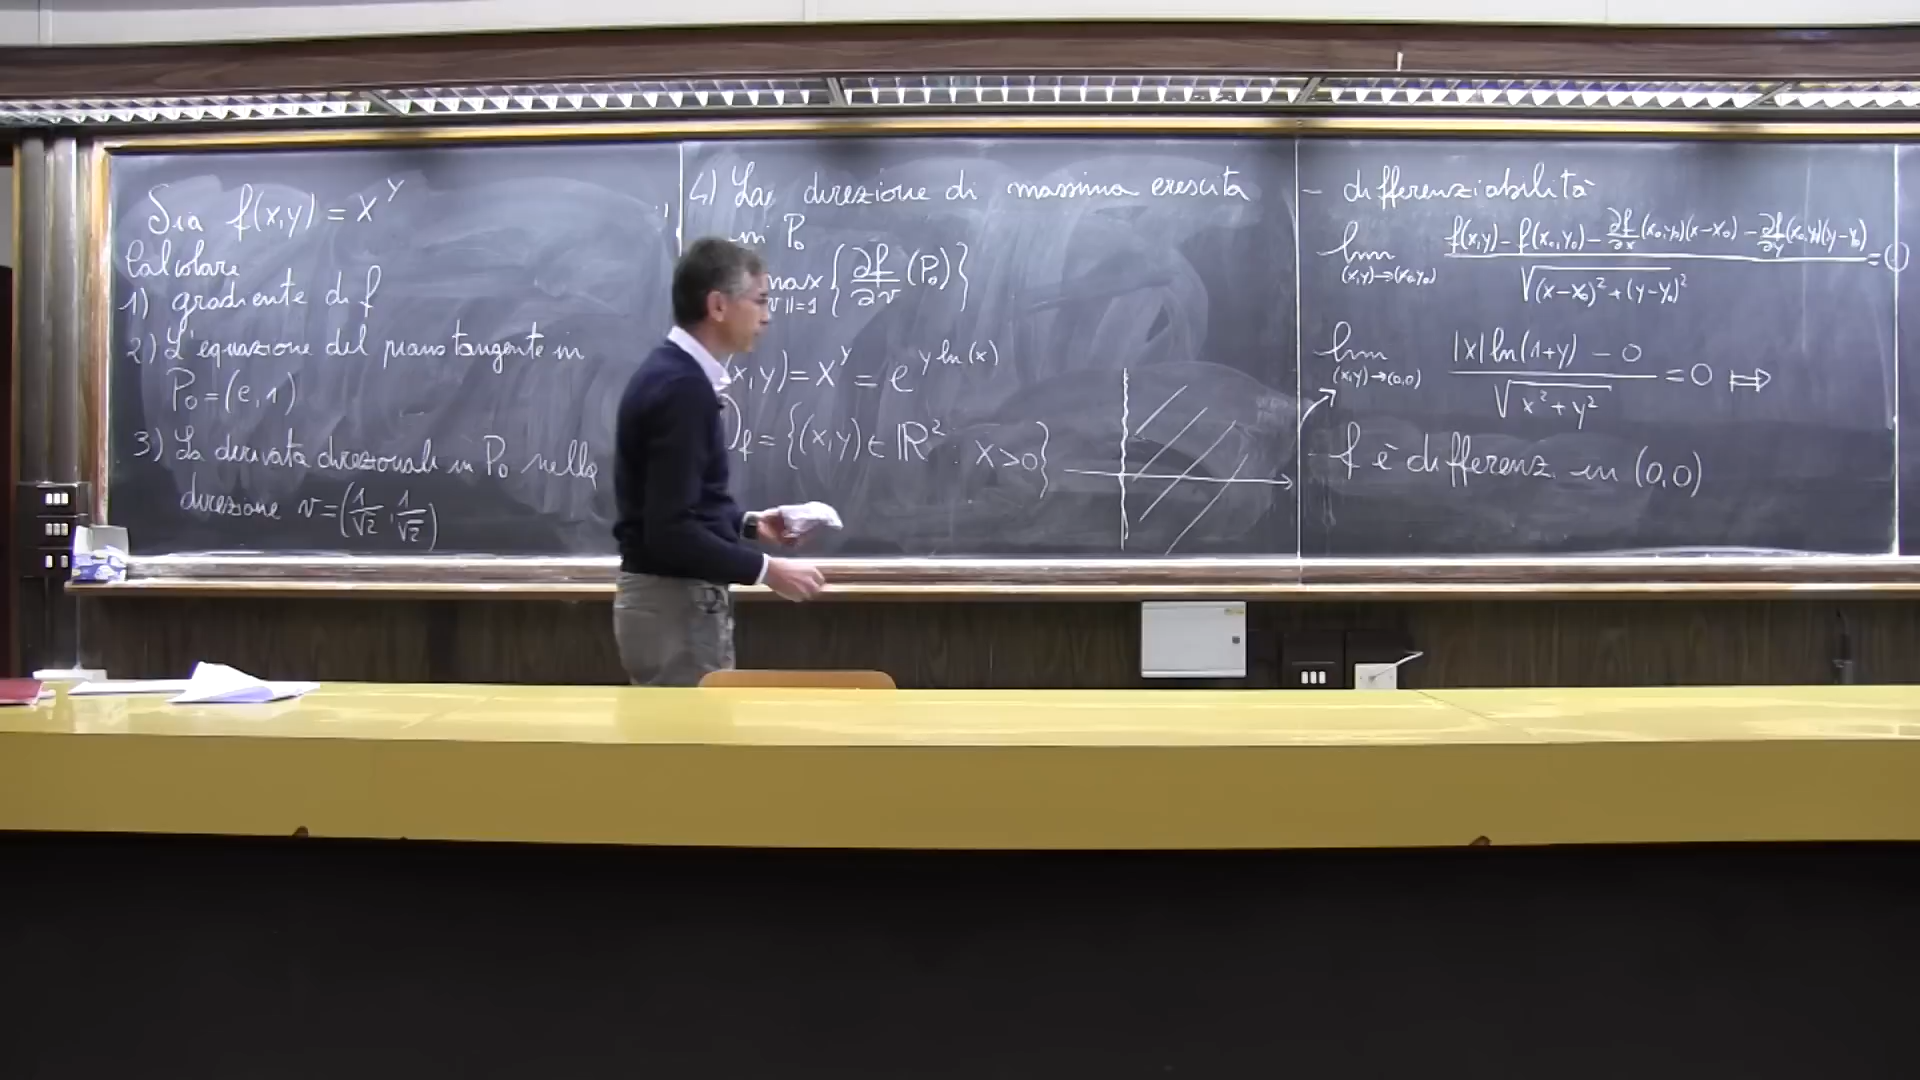 Sia f(x,y) = x^y
Calcolare
1) gradiente di f
2) L'equazione del piano tangente in
P₀ = (e, 1)
3) La derivata direzionale in P₀ nella
direzione v = (1/√2, 1/√2)
4) La direzione di massima crescita
in P₀
max {∂f/∂v (P₀)}
v||=1
(x,y) = x^y = e^{y ln(x)}
D_f = {(x,y) ∈ ℝ² : x>0}
- differenziabilità
lim (x,y)→(x₀,y₀) [f(x,y) - f(x₀,y₀) - ∂f/∂x (x₀,y₀)(x-x₀) - ∂f/∂y (x₀,y₀)(y-y₀)] / √((x-x₀)² + (y-y₀)²) = 0
lim (x,y)→(0,0) [|x| ln(1+y) - 0] / √(x² + y²) = 0 ⇔
f è differenz. in (0,0)